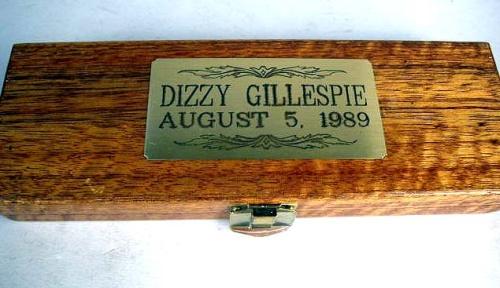 DIZZY GILLESPIE
AUGUST 5, 1989